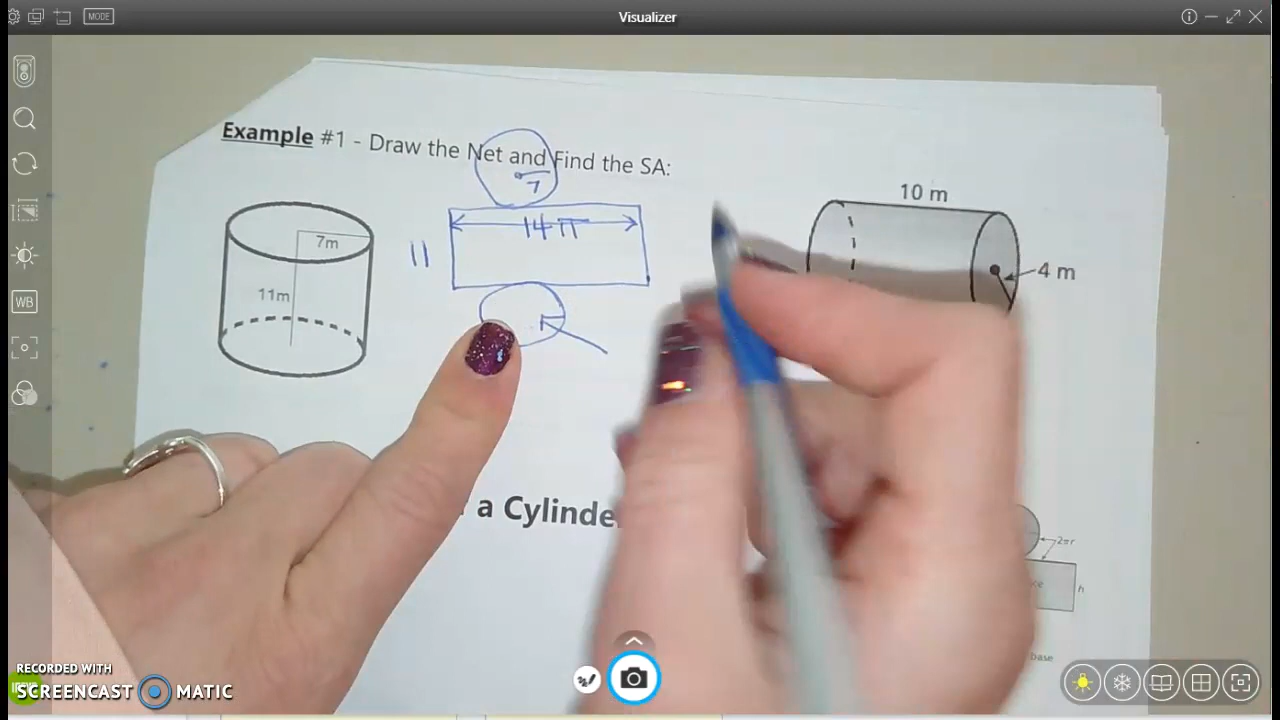 MODE
Visualizer
Example #1 - Draw the Net and Find the SA:
7
10 m
14π
7m
11
4 m
11m
WB
a Cylinde
2πr
h
base
RECORDED WITH
SCREENCAST MATIC